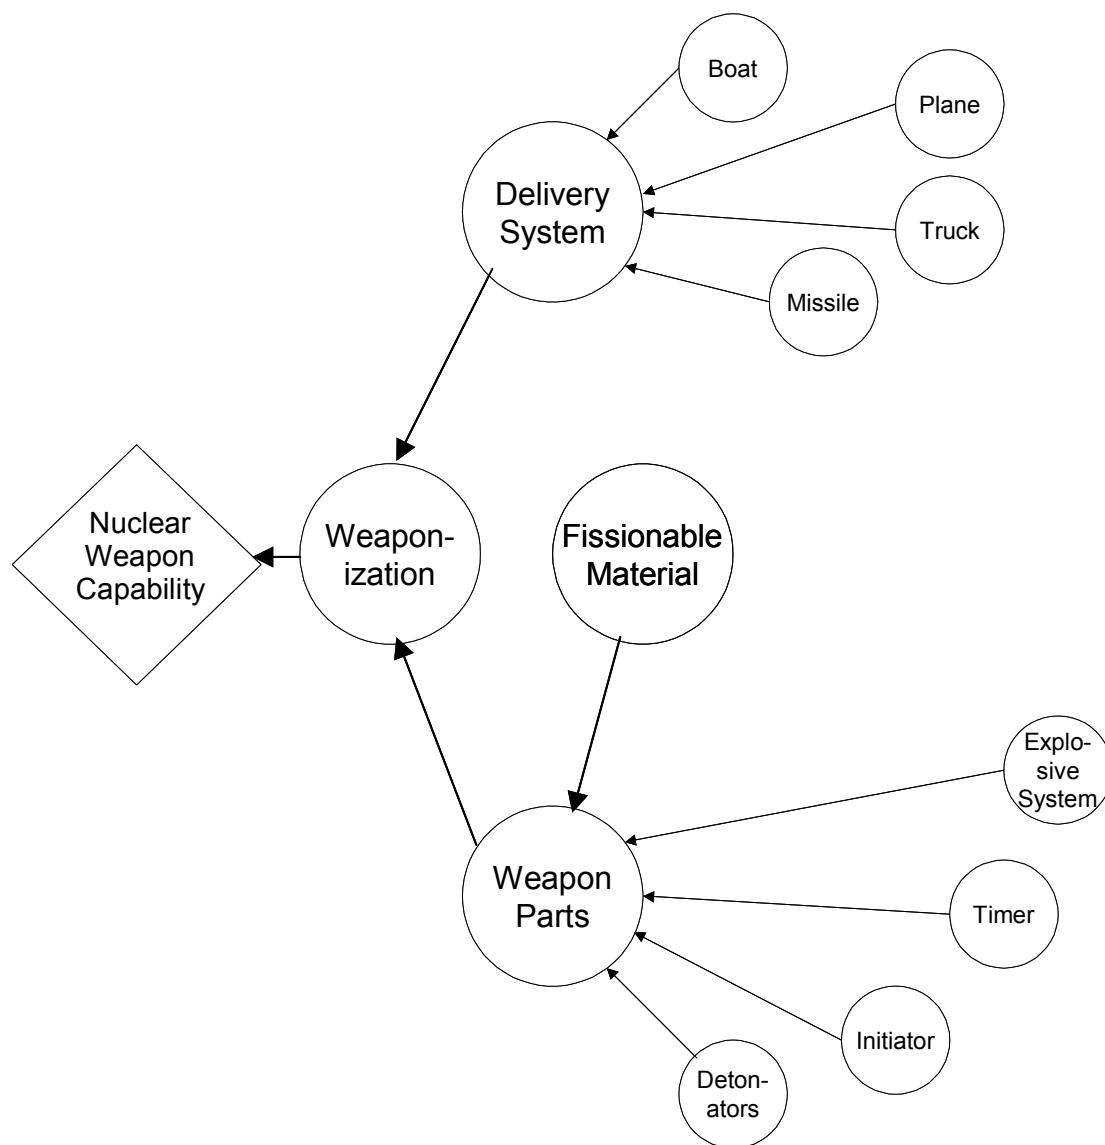 Boat
Plane
Delivery
System
Truck
Missile
Nuclear
Weapon
Capability
Weapon-
ization
Fissionable
Material
Explo-
sive
System
Weapon
Parts
Timer
Initiator
Deton-
ators